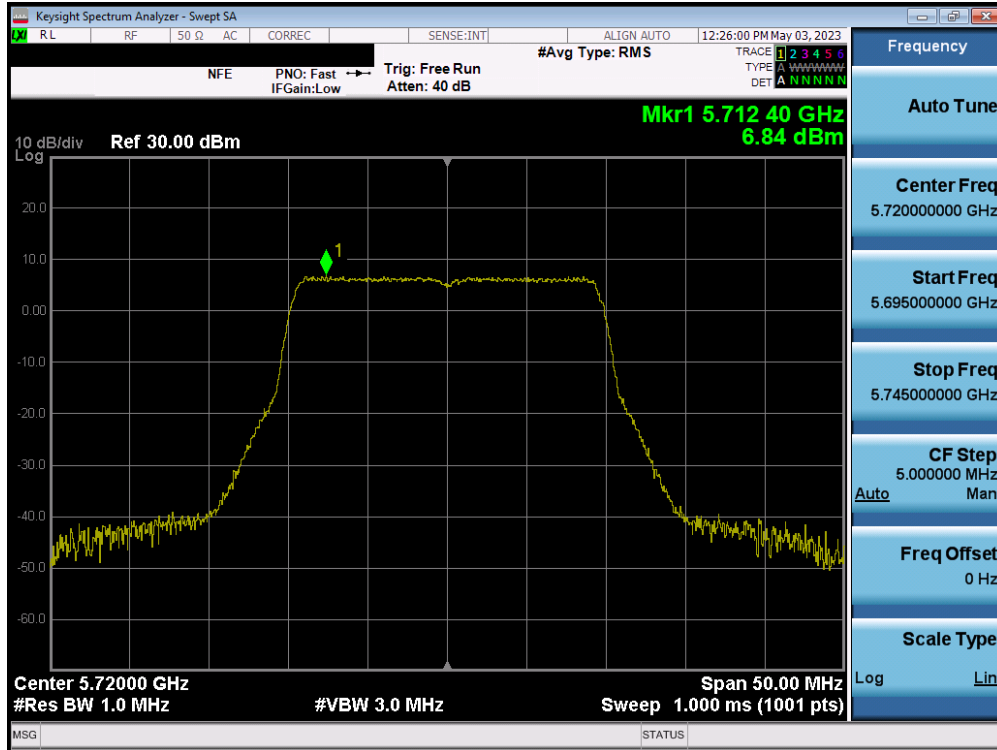 Keysight Spectrum Analyzer - Swept SA
LXI RL RF 50 Ω AC CORREC SENSE:INT ALIGN AUTO 12:26:00 PM May 03, 2023
NFE PNO: Fast Trig: Free Run #Avg Type: RMS TRACE 1 2 3 4 5 6
IFGain:Low Atten: 40 dB TYPE A WWWWWW
DET A N N N N N
Mkr1 5.712 40 GHz
10 dB/div Ref 30.00 dBm 6.84 dBm
Log
1
20.0
10.0
0.00
-10.0
-20.0
-30.0
-40.0
-50.0
-60.0
Center 5.72000 GHz Span 50.00 MHz
#Res BW 1.0 MHz #VBW 3.0 MHz Sweep 1.000 ms (1001 pts)
MSG STATUS
Frequency
Auto Tune
Center Freq
5.720000000 GHz
Start Freq
5.695000000 GHz
Stop Freq
5.745000000 GHz
CF Step
5.000000 MHz
Auto Man
Freq Offset
0 Hz
Scale Type
Log Lin